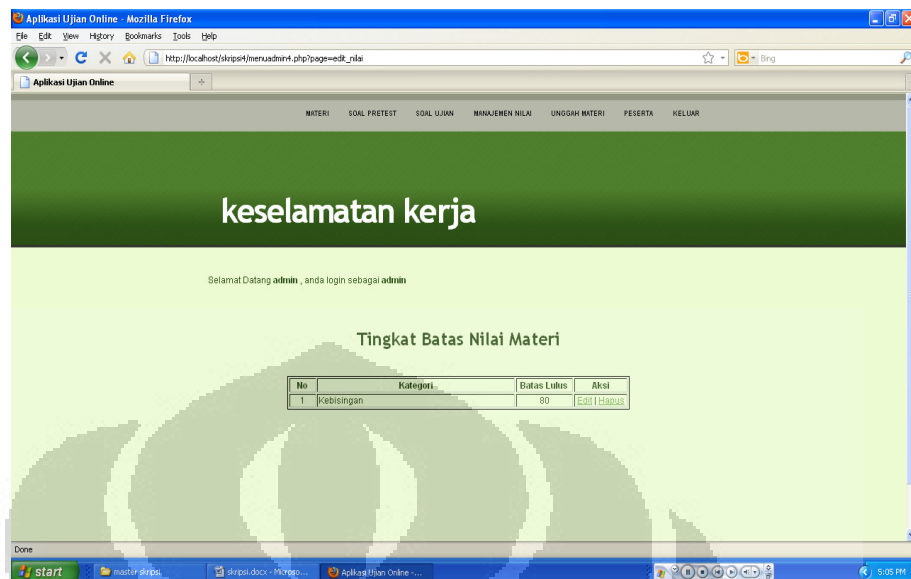 Aplikasi Ujian Online - Mozilla Firefox
File Edit View History Bookmarks Tools Help
http://localhost/skripsi4/menuadmin4.php?page=edit_nilai
Bing
Aplikasi Ujian Online
MATERI SOAL PRETEST SOAL UJIAN MANAJEMEN NILAI UNGGAH MATERI PESERTA KELUAR
keselamatan kerja
Selamat Datang admin , anda login sebagai admin
Tingkat Batas Nilai Materi
No Kategori Batas Lulus Aksi
1 Kebisingan 80 Edit | Hapus
Done
start master skripsi skripsi.docx - Microso... Aplikasi Ujian Online -... 5:05 PM